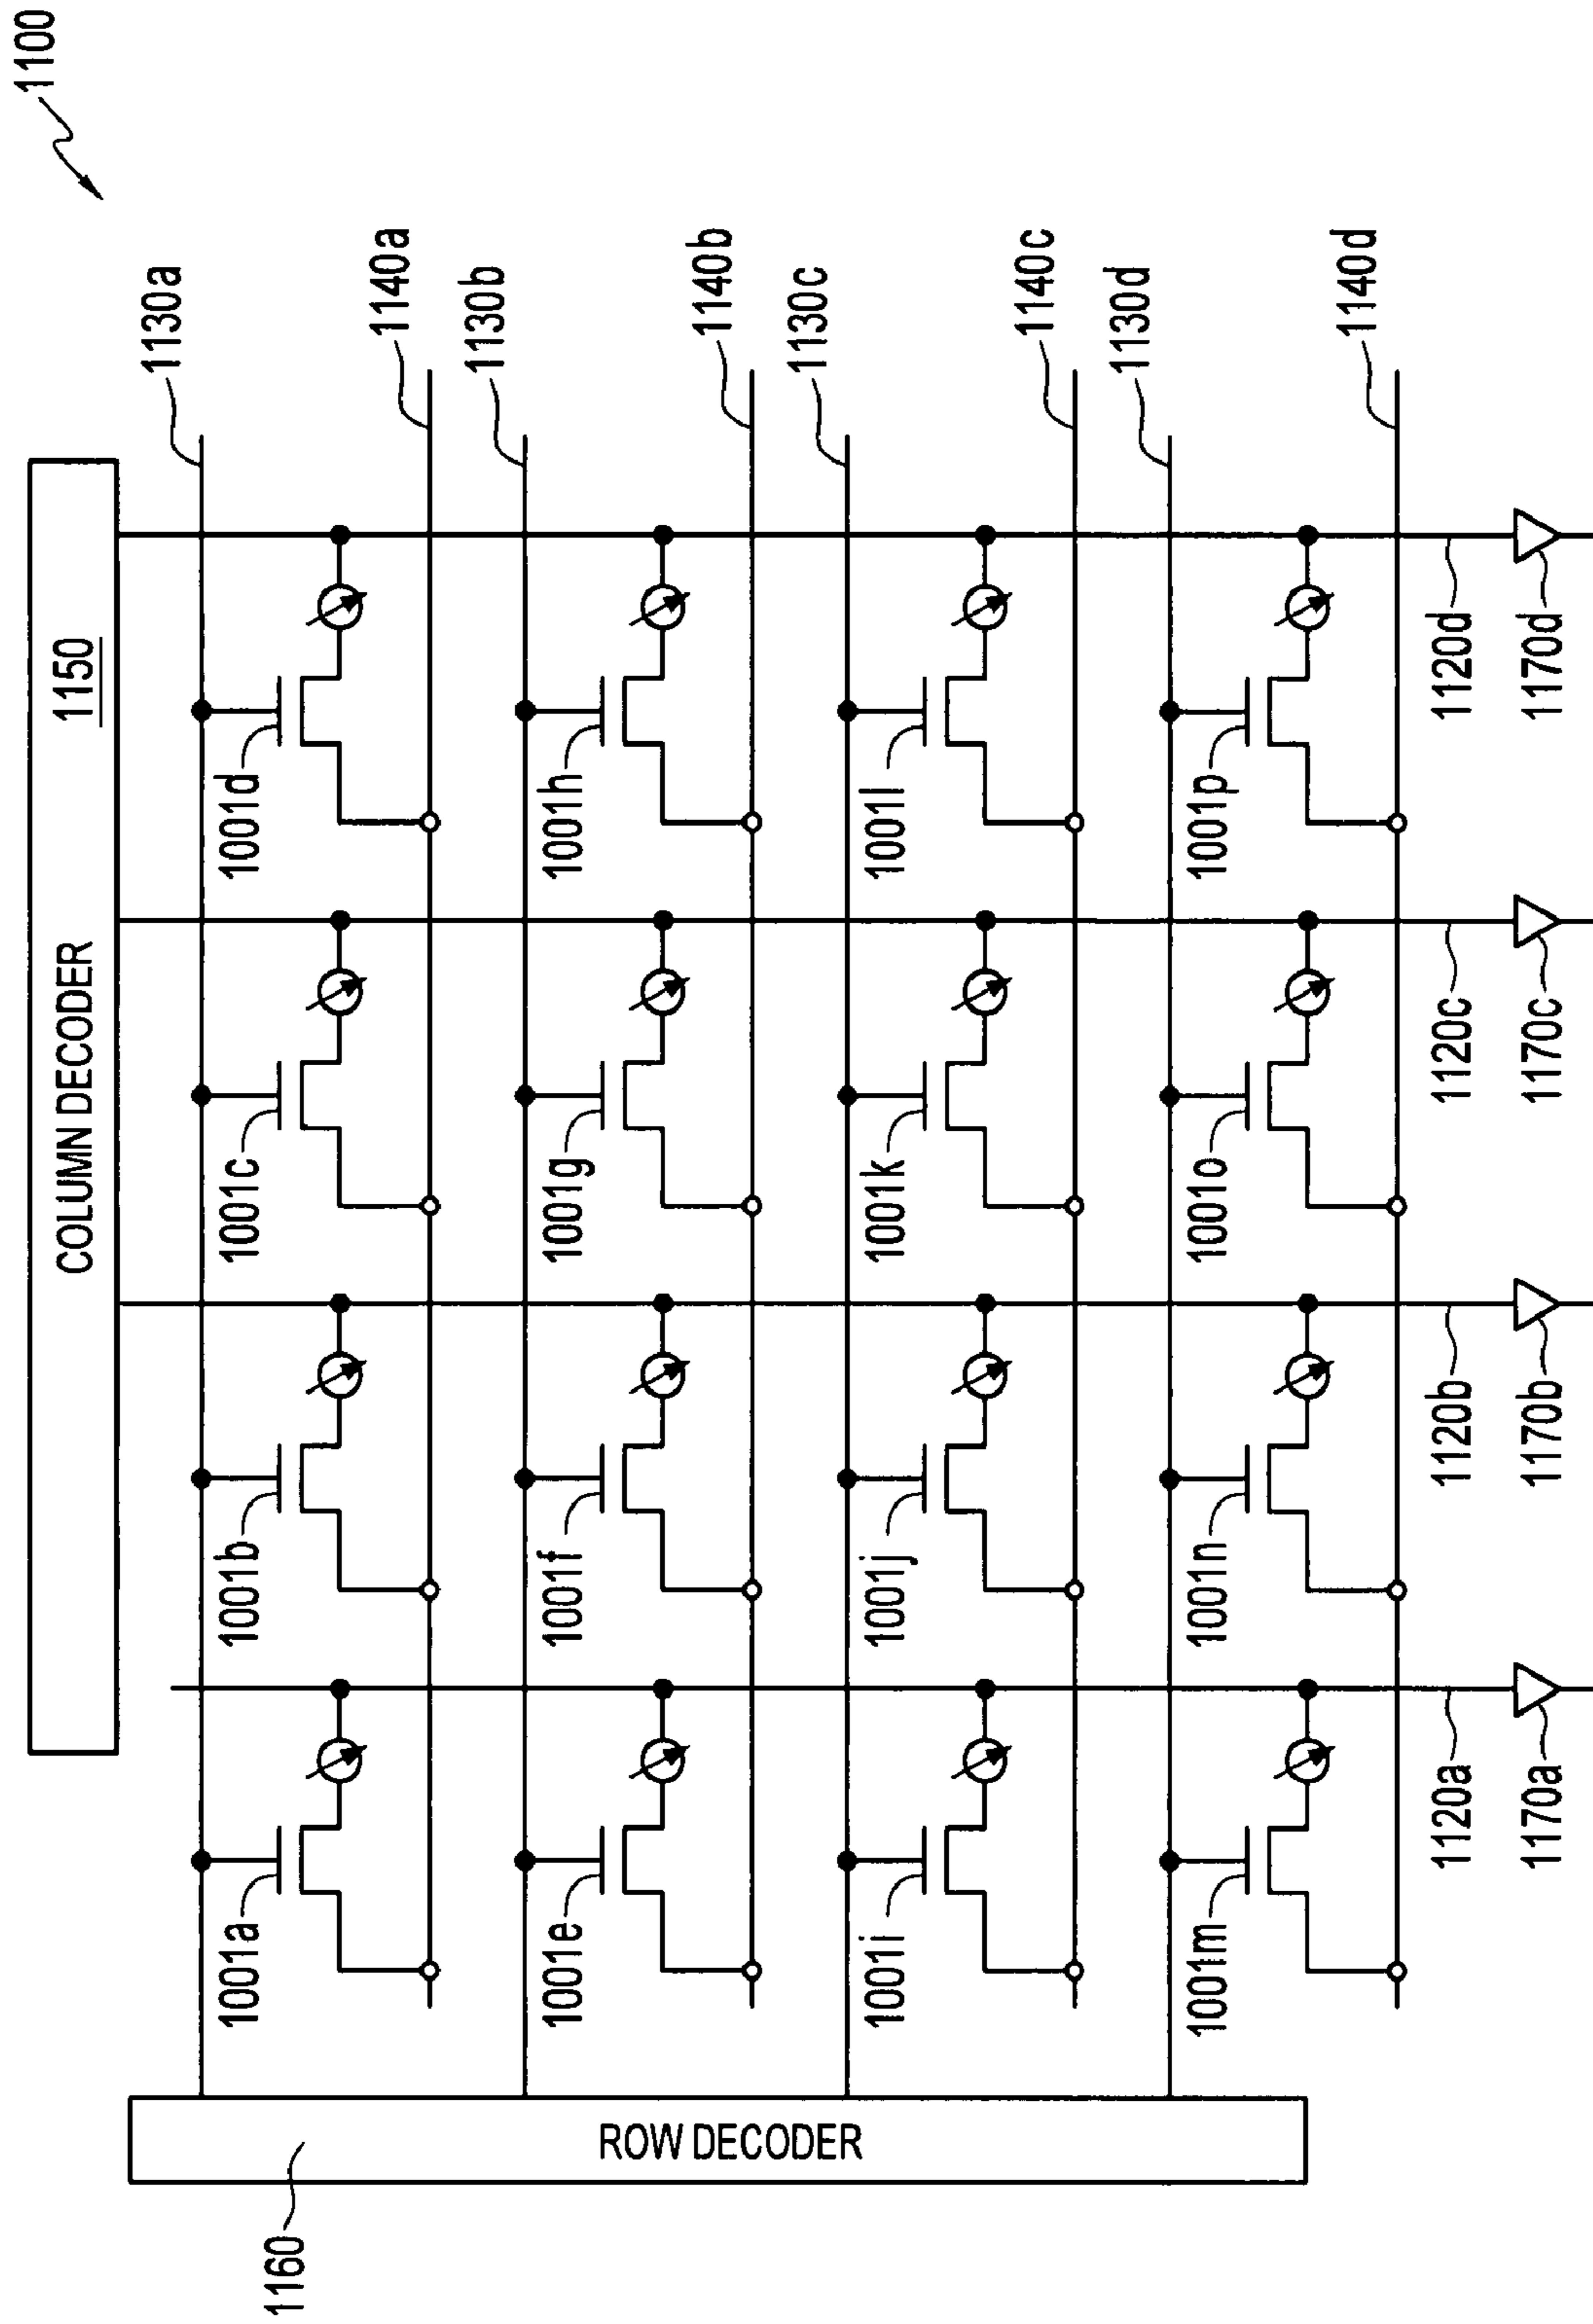 1100
COLUMN DECODER 1150
1130a
1001a 1001b 1001c 1001d
1140a
1130b
1001e 1001f 1001g 1001h
1140b
1130c
1001i 1001j 1001k 1001l
1140c
1130d
1001m 1001n 1001o 1001p
1140d
1160
ROW DECODER
1120a 1120b 1120c 1120d
1170a 1170b 1170c 1170d